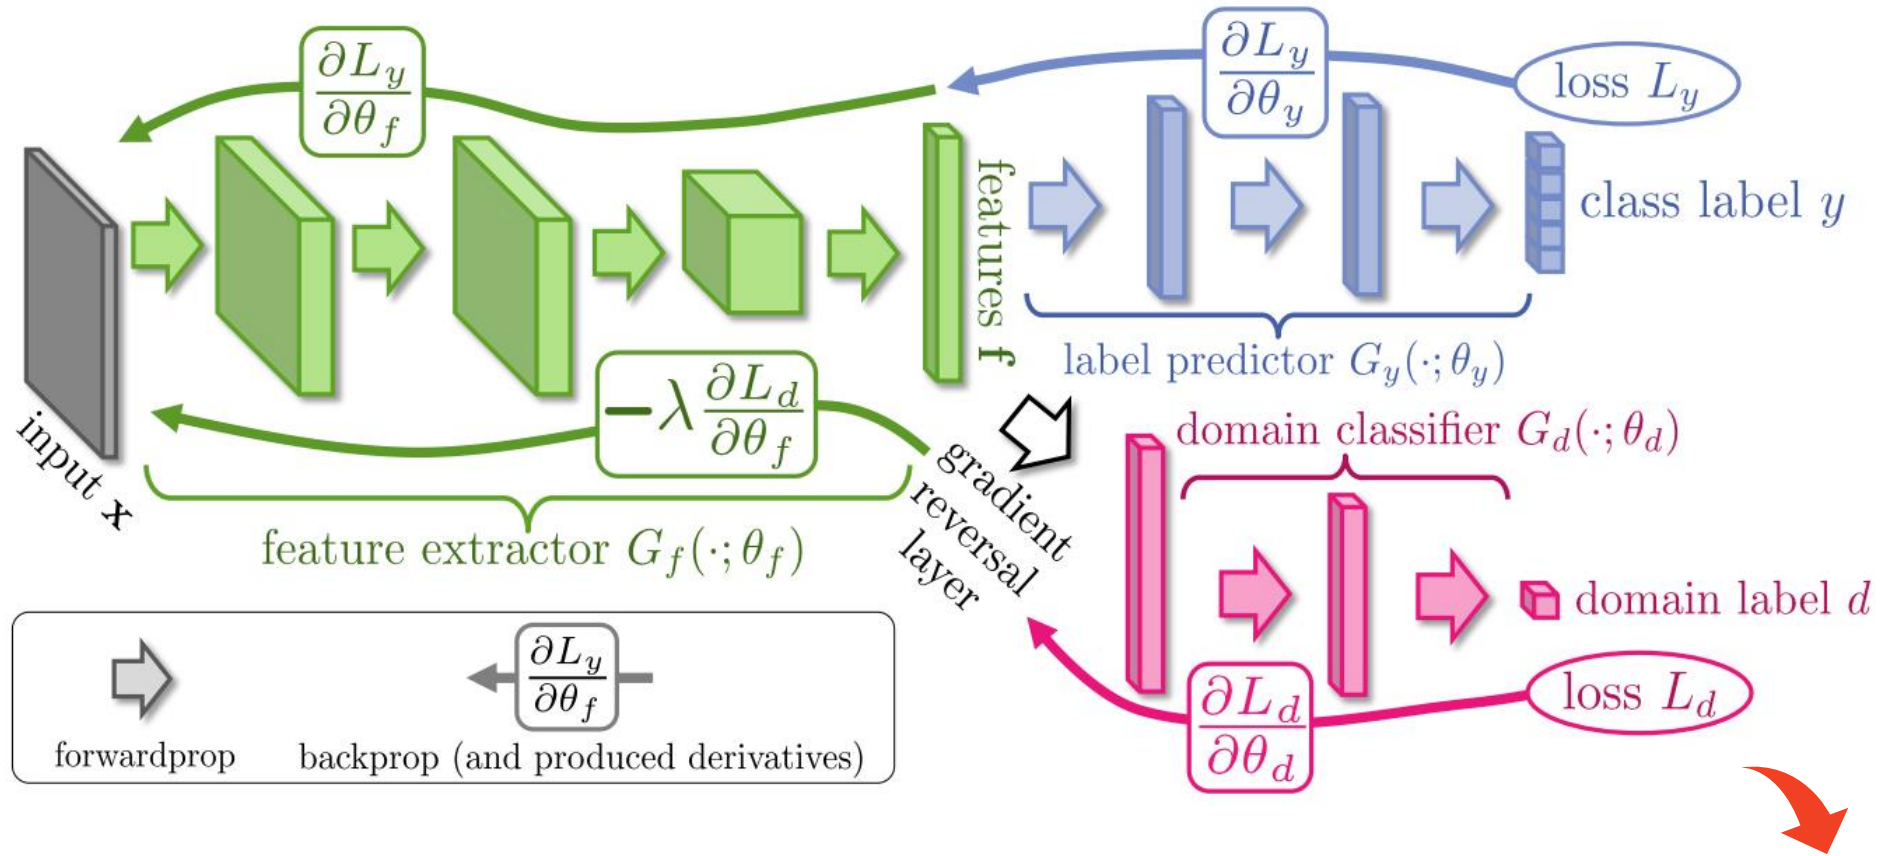 ∂L_y
∂θ_f
∂L_y
∂θ_y
loss L_y
features f
class label y
input x
label predictor G_y(·; θ_y)
−λ ∂L_d
∂θ_f
domain classifier G_d(·; θ_d)
gradient
reversal
layer
feature extractor G_f(·; θ_f)
domain label d
loss L_d
∂L_d
∂θ_d
∂L_y
∂θ_f
forwardprop
backprop (and produced derivatives)